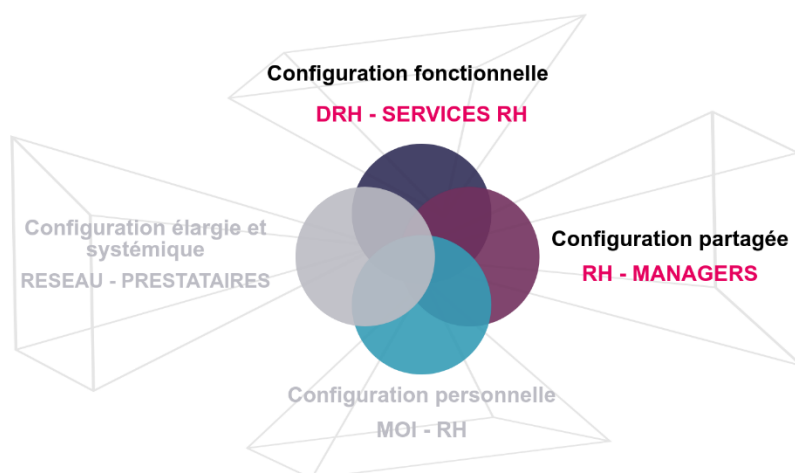 Configuration fonctionnelle
DRH - SERVICES RH
Configuration élargie et
systémique
RESEAU - PRESTATAIRES
Configuration partagée
RH - MANAGERS
Configuration personnelle
MOI - RH